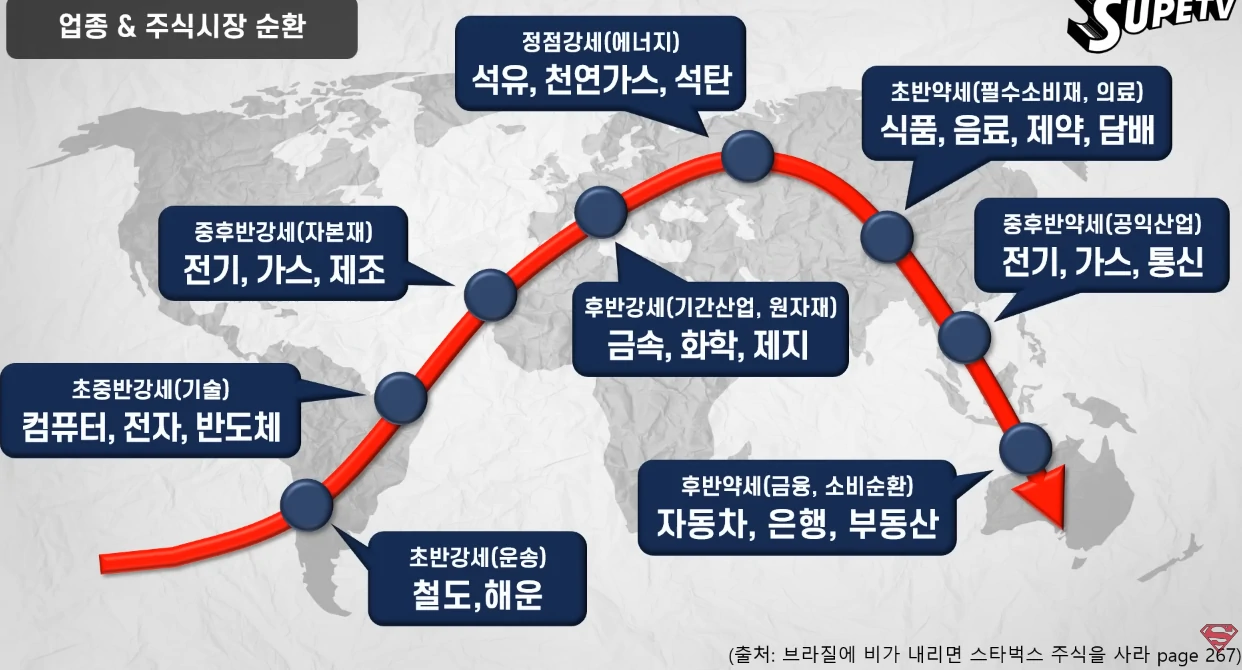 업종 & 주식시장 순환
SUPETV
정점강세(에너지)
석유, 천연가스, 석탄
초반약세(필수소비재, 의료)
식품, 음료, 제약, 담배
중후반강세(자본재)
전기, 가스, 제조
중후반약세(공익산업)
전기, 가스, 통신
후반강세(기간산업, 원자재)
금속, 화학, 제지
초중반강세(기술)
컴퓨터, 전자, 반도체
후반약세(금융, 소비순환)
자동차, 은행, 부동산
초반강세(운송)
철도,해운
(출처: 브라질에 비가 내리면 스타벅스 주식을 사라 page 267)